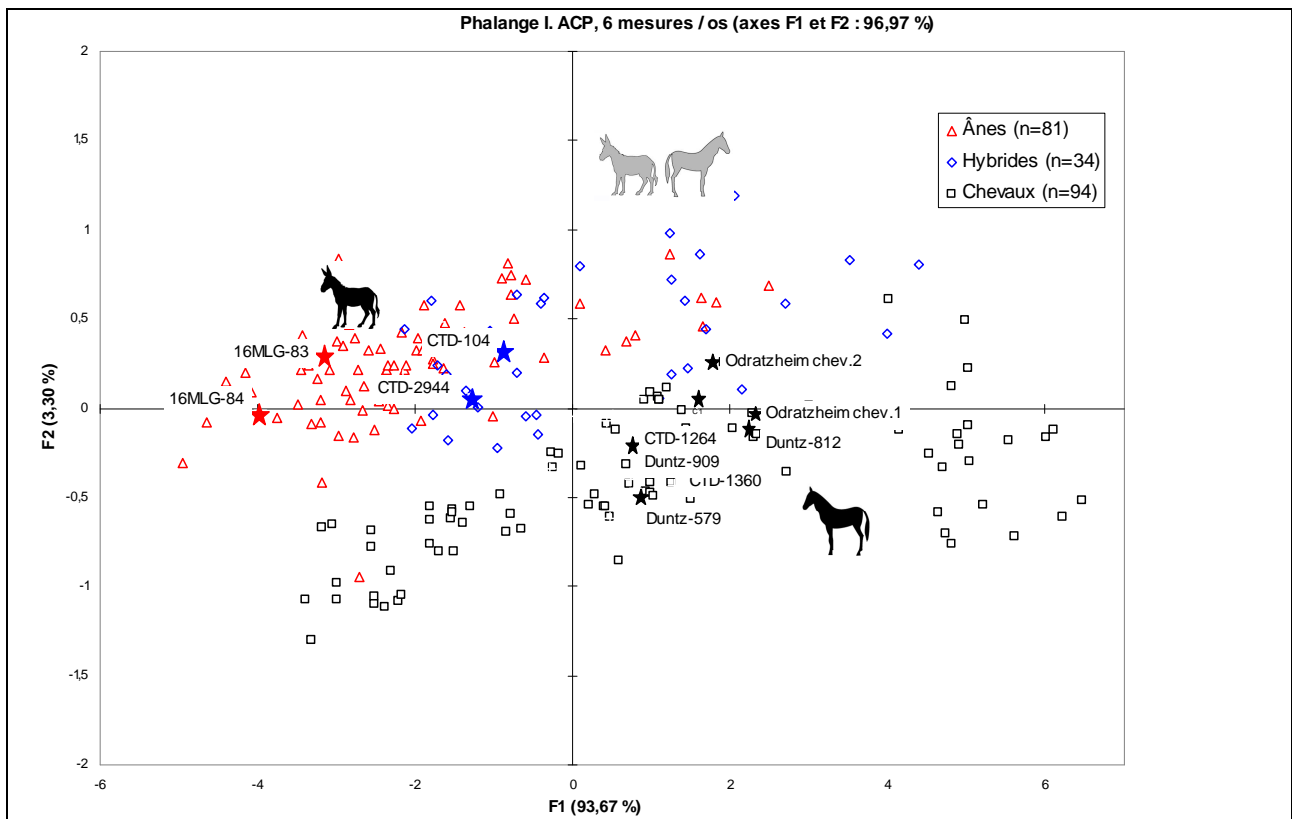 Phalange I. ACP, 6 mesures / os (axes F1 et F2 : 96,97 %)
2
1,5
1
0,5
0
-0,5
-1
-1,5
-2
F2 (3,30 %)
Ânes (n=81)
Hybrides (n=34)
Chevaux (n=94)
16MLG-83
CTD-104
Odratzheim chev.2
CTD-2944
16MLG-84
Odratzheim chev.1
CTD-1264
Duntz-812
Duntz-909
CTD-1360
Duntz-579
-6
-4
-2
0
2
4
6
F1 (93,67 %)